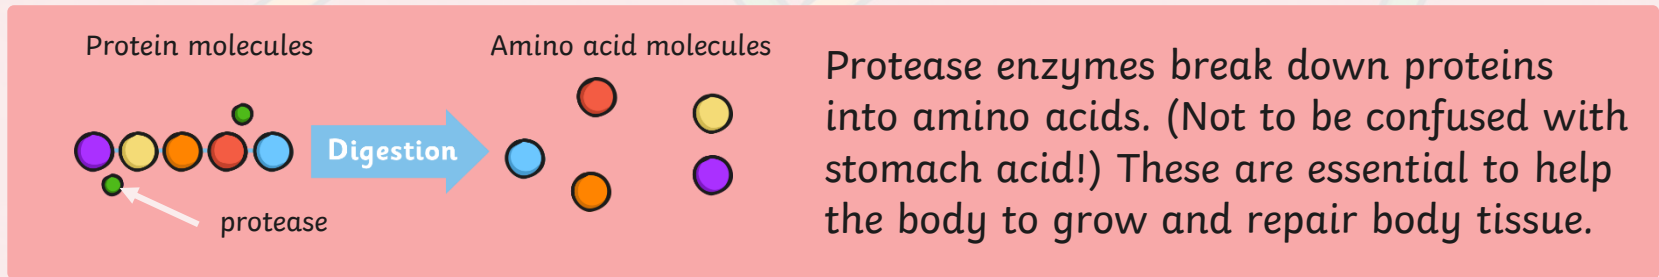 Protein molecules
Amino acid molecules
Digestion
protease
Protease enzymes break down proteins
into amino acids. (Not to be confused with
stomach acid!) These are essential to help
the body to grow and repair body tissue.